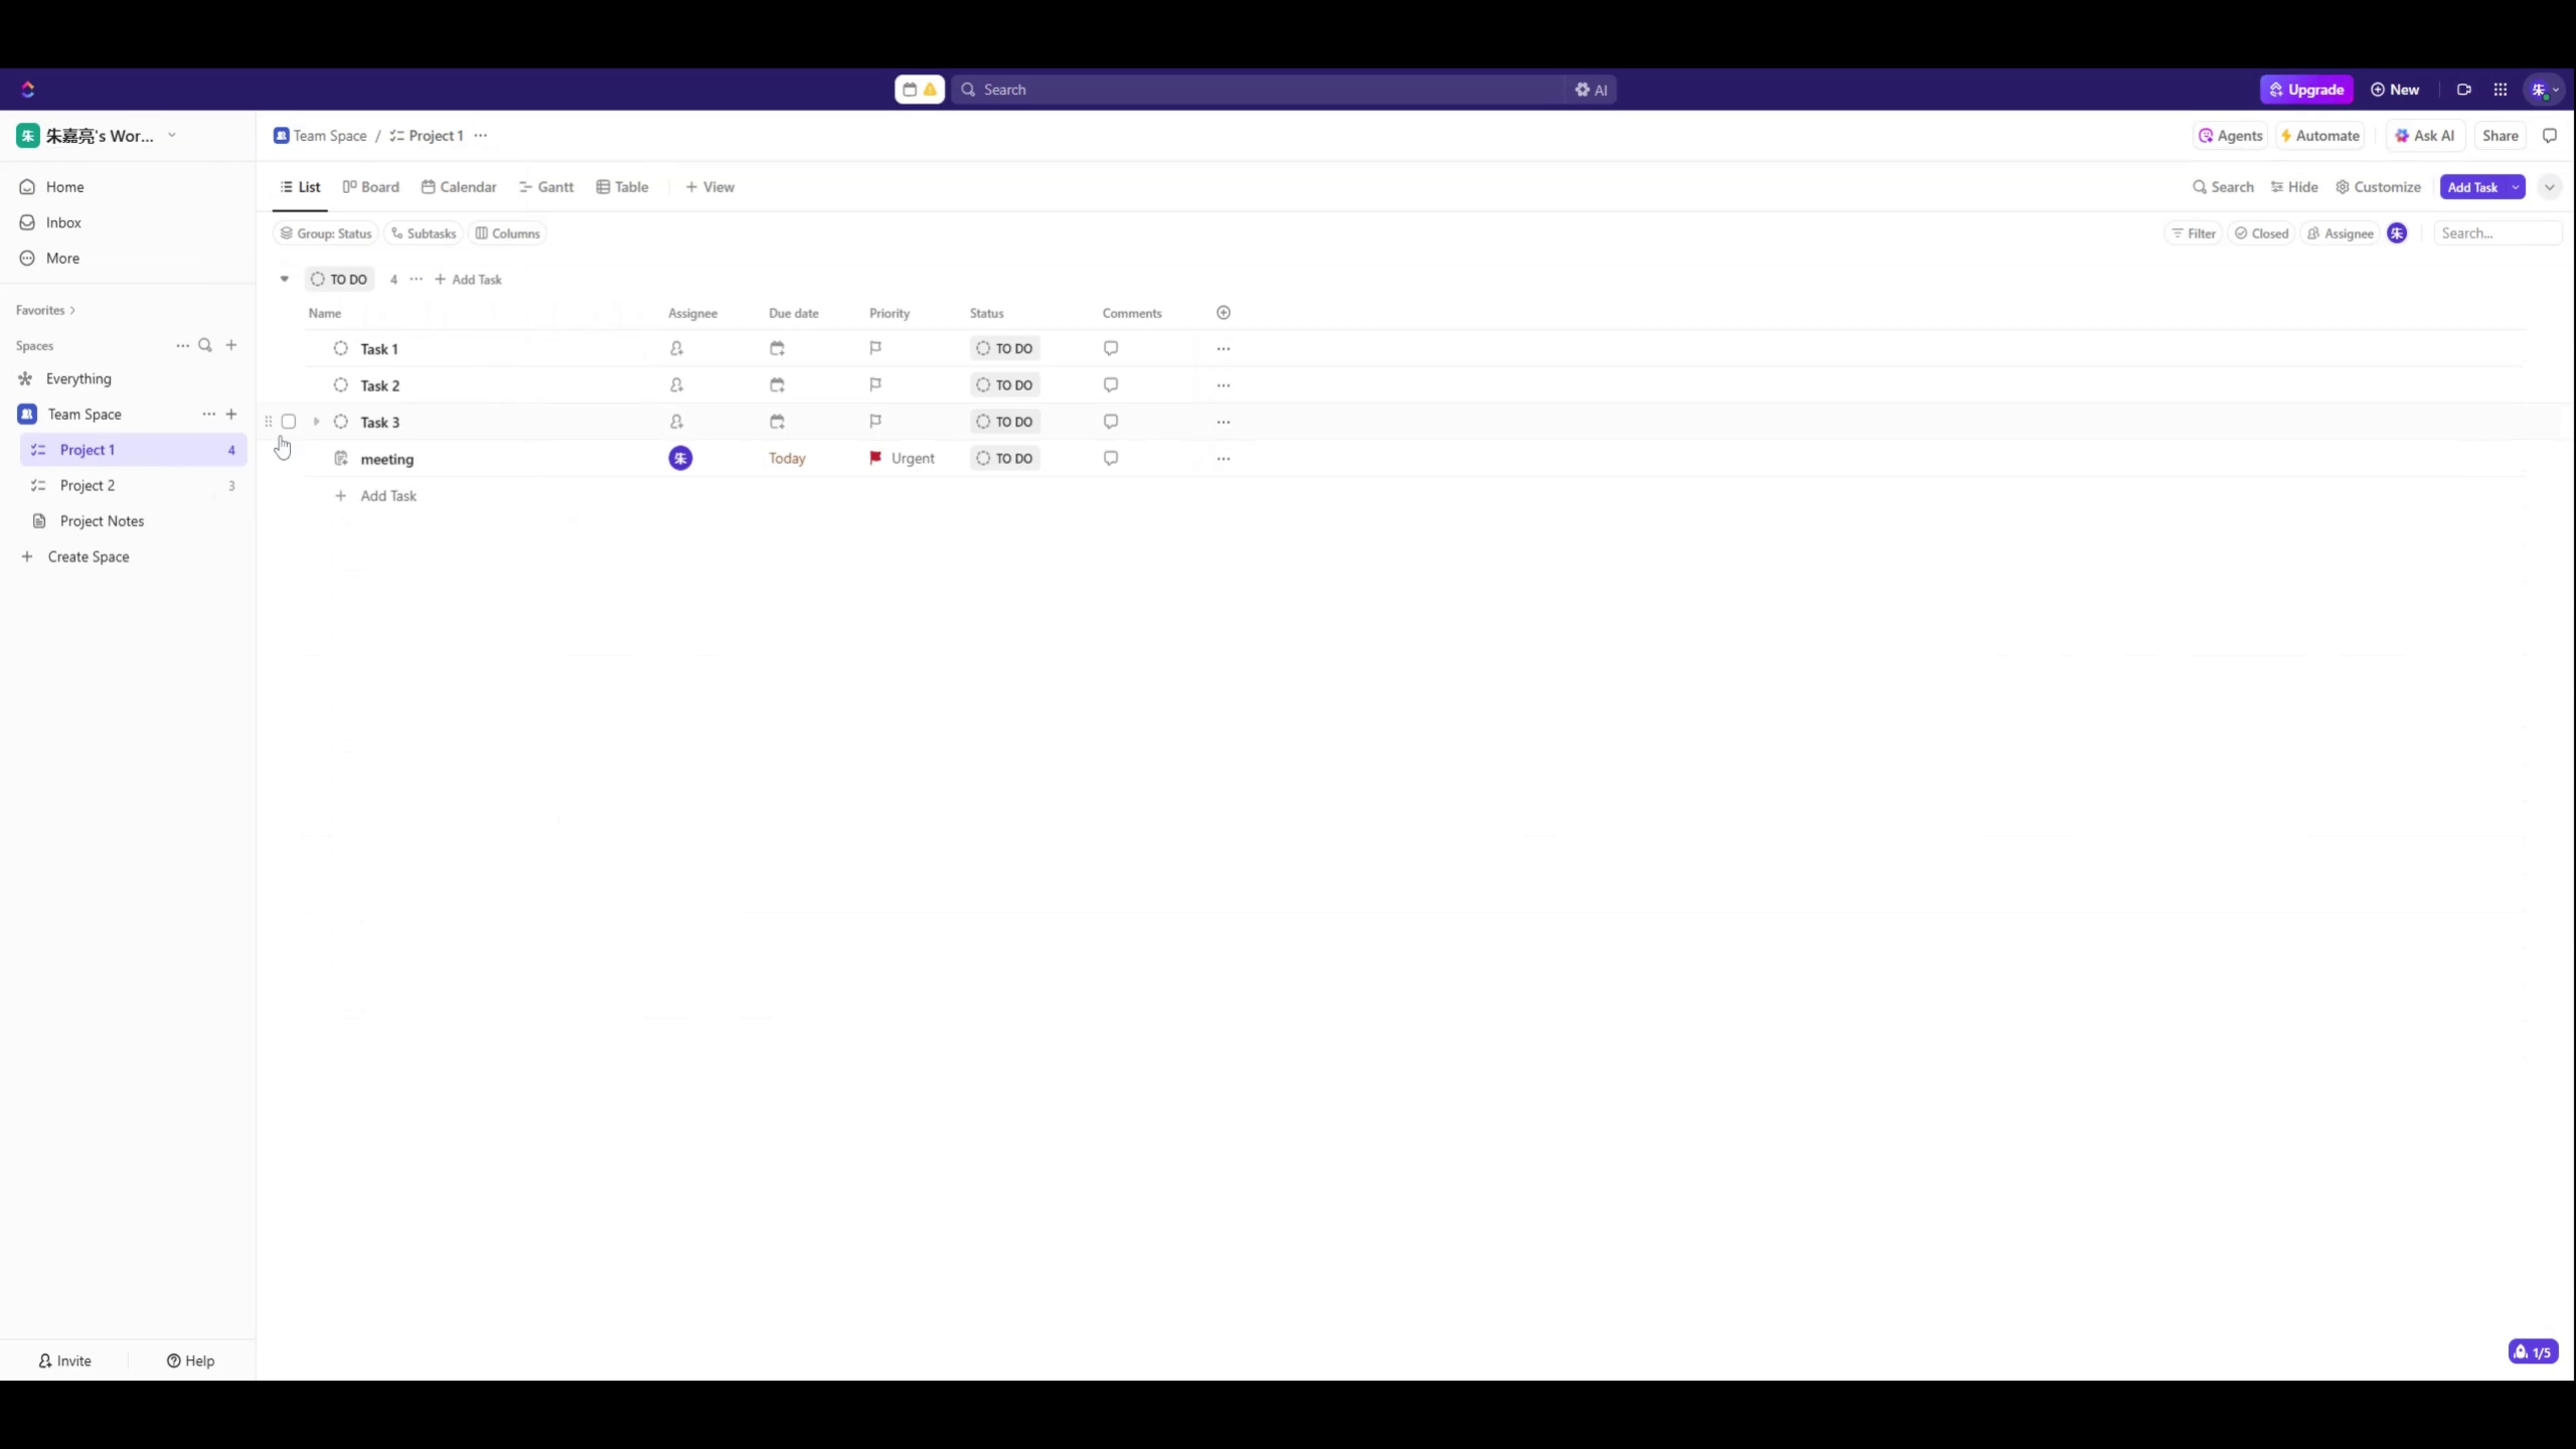 Search AI Upgrade New 朱
朱 朱嘉亮's Wor... Team Space / Project 1 ... Agents Automate Ask AI Share
Home List Board Calendar Gantt Table + View Search Hide Customize Add Task
Inbox
Group: Status Subtasks Columns Filter Closed Assignee 朱 Search...
More
TO DO 4 ... + Add Task
Favorites >
Name Assignee Due date Priority Status Comments
Spaces ... +
Task 1 TO DO ...
Everything
Task 2 TO DO ...
Team Space ... +
Task 3 TO DO ...
Project 1 4
meeting 朱 Today Urgent TO DO ...
Project 2 3
+ Add Task
Project Notes
+ Create Space
Invite Help
1/5